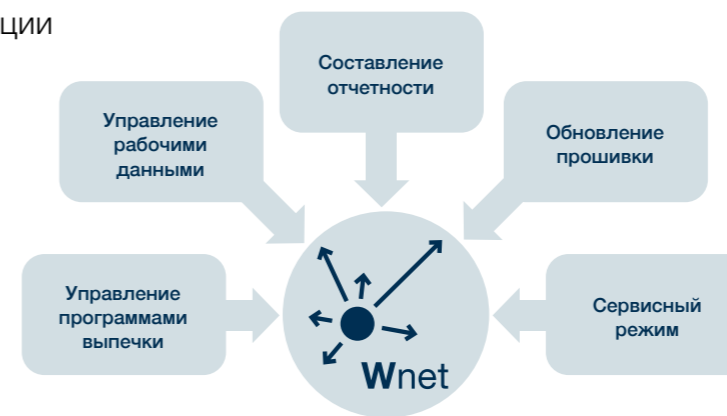 ции
Составление
отчетности
Управление
рабочими
данными
Обновление
прошивки
Управление
программами
выпечки
Сервисный
режим
Wnet